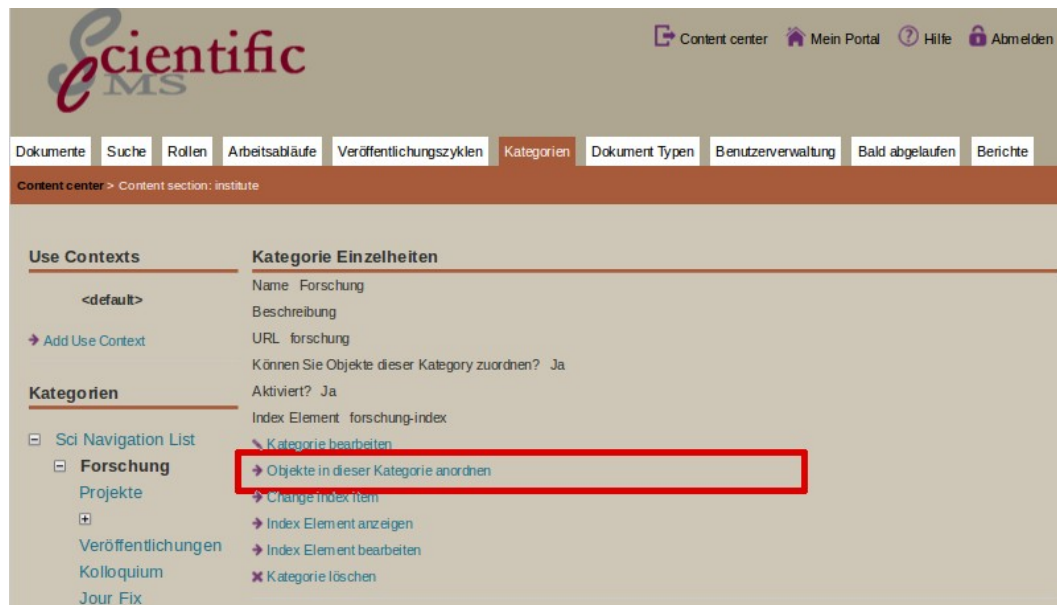 Scientific
CMS
Content center Mein Portal Hilfe Abmelden
Dokumente Suche Rollen Arbeitsabläufe Veröffentlichungszyklen Kategorien Dokument Typen Benutzerverwaltung Bald abgelaufen Berichte
Content center > Content section: institute
Use Contexts
<default>
Add Use Context
Kategorien
Sci Navigation List
Forschung
Projekte
Veröffentlichungen
Kolloquium
Jour Fix
Kategorie Einzelheiten
Name Forschung
Beschreibung
URL forschung
Können Sie Objekte dieser Kategory zuordnen? Ja
Aktiviert? Ja
Index Element forschung-index
Kategorie bearbeiten
Objekte in dieser Kategorie anordnen
Change index item
Index Element anzeigen
Index Element bearbeiten
Kategorie löschen